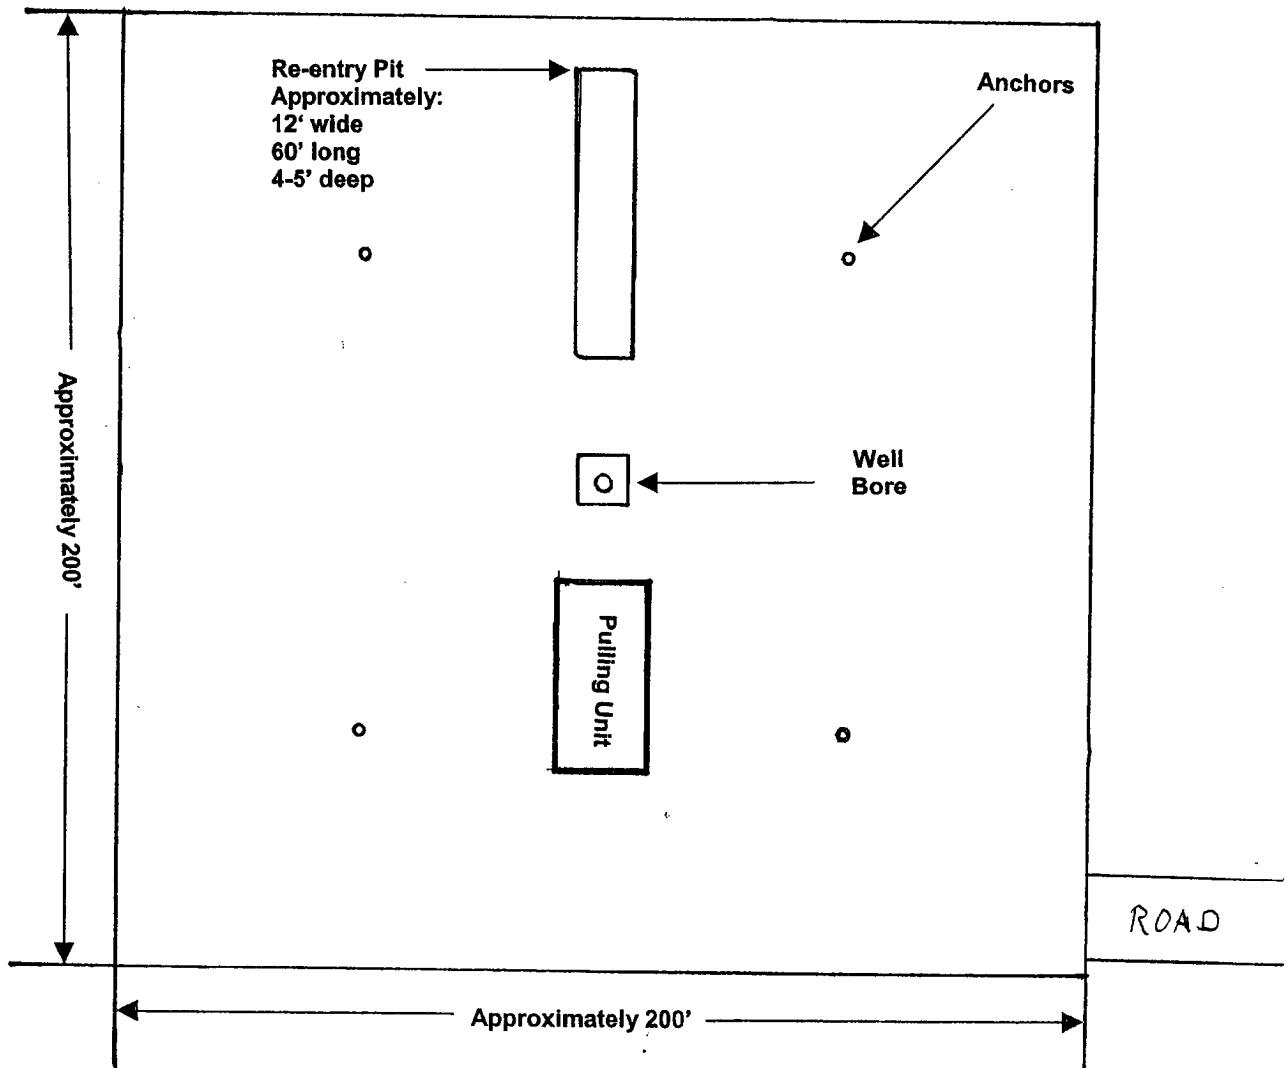 Re-entry Pit
Approximately:
12‘ wide
60’ long
4-5’ deep
Anchors
Approximately 200’
Well
Bore
Pulling Unit
ROAD
Approximately 200’